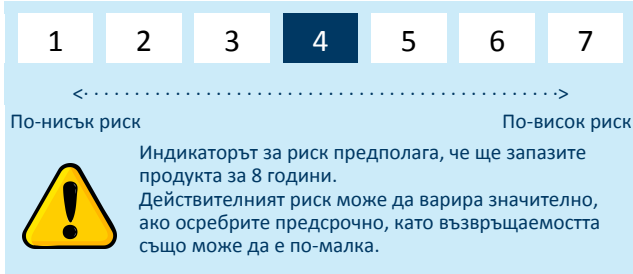 1 2 3 4 5 6 7
<· · · · · · · · · · · · · · · · · · · · · · · · · · · · · · · · · · · · · · · · · · · · · · ·>
По-нисък риск По-висок риск
Индикаторът за риск предполага, че ще запазите
продукта за 8 години.
Действителният риск може да варира значително,
ако осребрите предсрочно, като възвръщаемостта
също може да е по-малка.